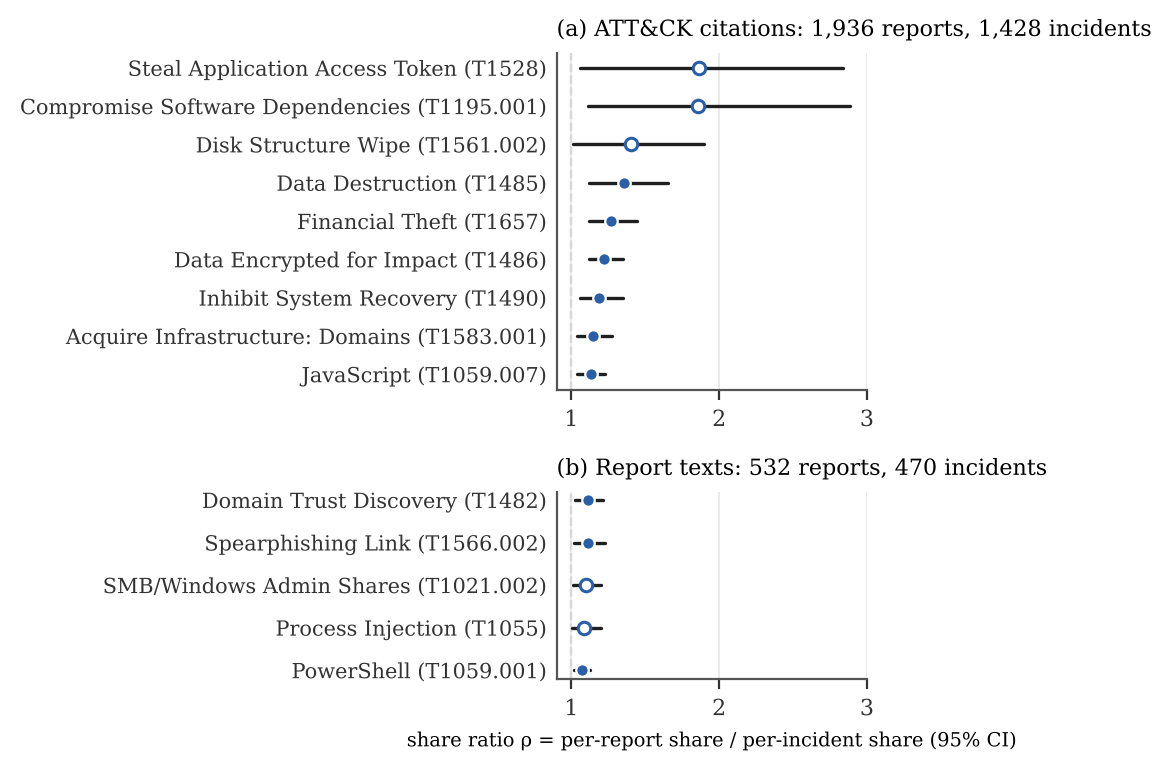 (a) ATT&CK citations: 1,936 reports, 1,428 incidents
Steal Application Access Token (T1528)
Compromise Software Dependencies (T1195.001)
Disk Structure Wipe (T1561.002)
Data Destruction (T1485)
Financial Theft (T1657)
Data Encrypted for Impact (T1486)
Inhibit System Recovery (T1490)
Acquire Infrastructure: Domains (T1583.001)
JavaScript (T1059.007)
1 2 3
(b) Report texts: 532 reports, 470 incidents
Domain Trust Discovery (T1482)
Spearphishing Link (T1566.002)
SMB/Windows Admin Shares (T1021.002)
Process Injection (T1055)
PowerShell (T1059.001)
1 2 3
share ratio ρ = per-report share / per-incident share (95% CI)